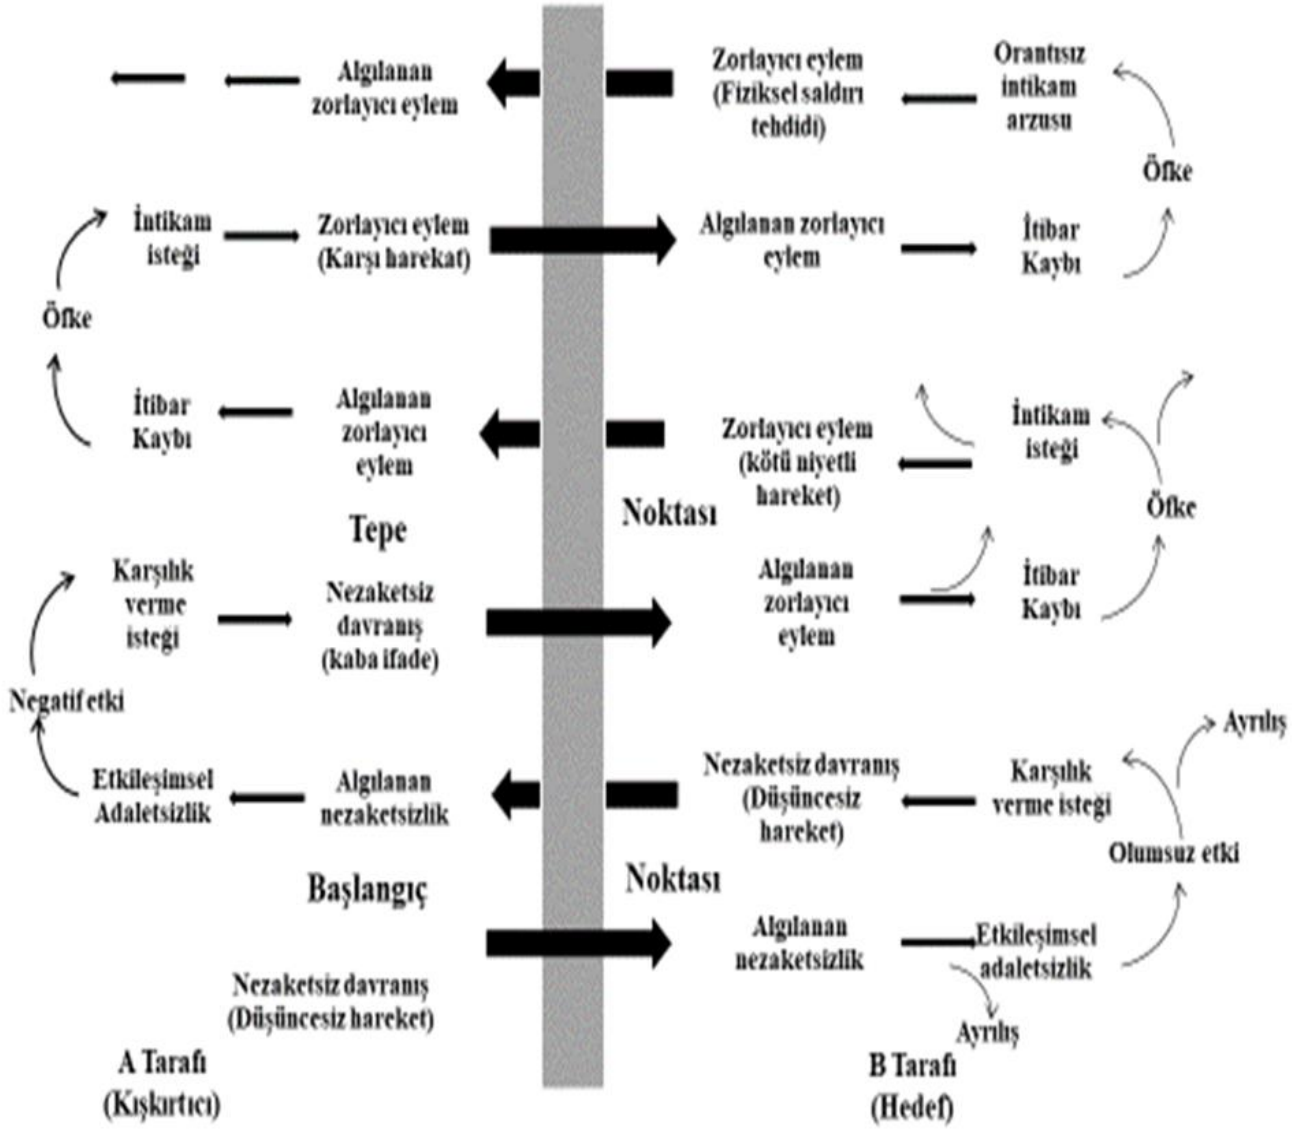 Algılanan
zorlayıcı eylem
Zorlayıcı eylem
(Fiziksel saldırı
tehdidi)
Orantısız
intikam
arzusu
Öfke
İntikam
isteği
Zorlayıcı eylem
(Karşı harekat)
Algılanan zorlayıcı
eylem
İtibar
Kaybı
Öfke
İtibar
Kaybı
Algılanan
zorlayıcı
eylem
Zorlayıcı eylem
(kötü niyetli
hareket)
İntikam
isteği
Öfke
Tepe
Noktası
Karşılık
verme
isteği
Nezaketsiz
davranış
(kaba ifade)
Algılanan
zorlayıcı
eylem
İtibar
Kaybı
Negatif etki
Ayrılış
Etkileşimsel
Adaletsizlik
Algılanan
nezaketsizlik
Nezaketsiz davranış
(Düşüncesiz
hareket)
Karşılık
verme isteği
Olumsuz etki
Başlangıç
Noktası
Algılanan
nezaketsizlik
Etkileşimsel
adaletsizlik
Nezaketsiz davranış
(Düşüncesiz hareket)
Ayrılış
A Tarafı
(Kışkırtıcı)
B Tarafı
(Hedef)